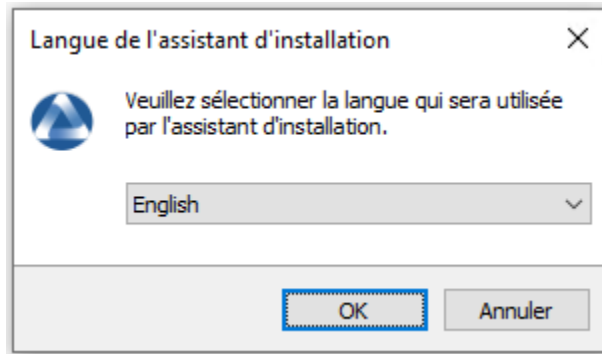 Langue de l'assistant d'installation
Veuillez sélectionner la langue qui sera utilisée
par l'assistant d'installation.
English
OK
Annuler